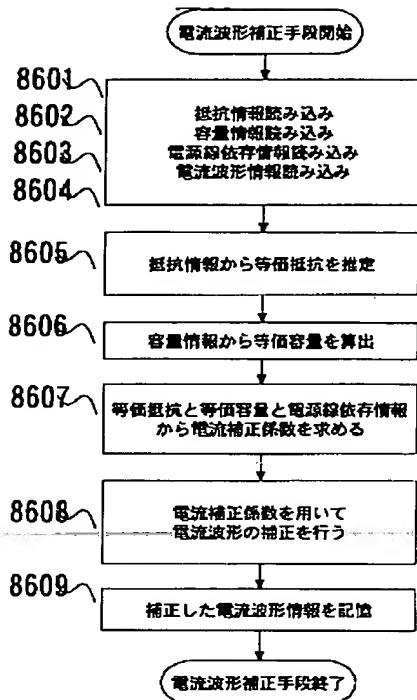 電流波形補正手段開始
8601
8602
8603
8604
抵抗情報読み込み
容量情報読み込み
電源線依存情報読み込み
電流波形情報読み込み
8605
抵抗情報から等価抵抗を推定
8606
容量情報から等価容量を算出
8607
等価抵抗と等価容量と電源線依存情報
から電流補正係数を求める
8608
電流補正係数を用いて
電流波形の補正を行う
8609
補正した電流波形情報を記憶
電流波形補正手段終了